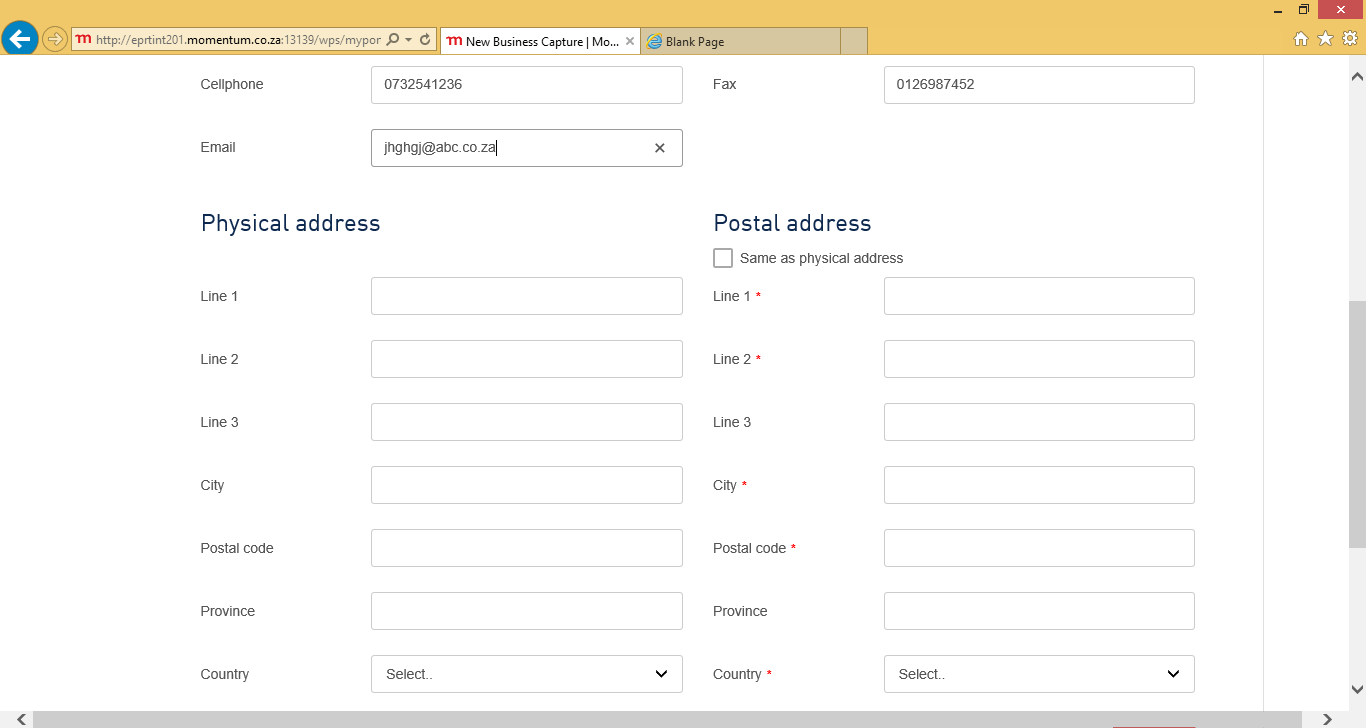 http://eprtint201.momentum.co.za:13139/wps/mypor
New Business Capture | Mo...
Blank Page
Cellphone 0732541236 Fax 0126987452
Email jhghgj@abc.co.za
Physical address Postal address
Same as physical address
Line 1 Line 1 *
Line 2 Line 2 *
Line 3 Line 3
City City *
Postal code Postal code *
Province Province
Country Select.. Country * Select..